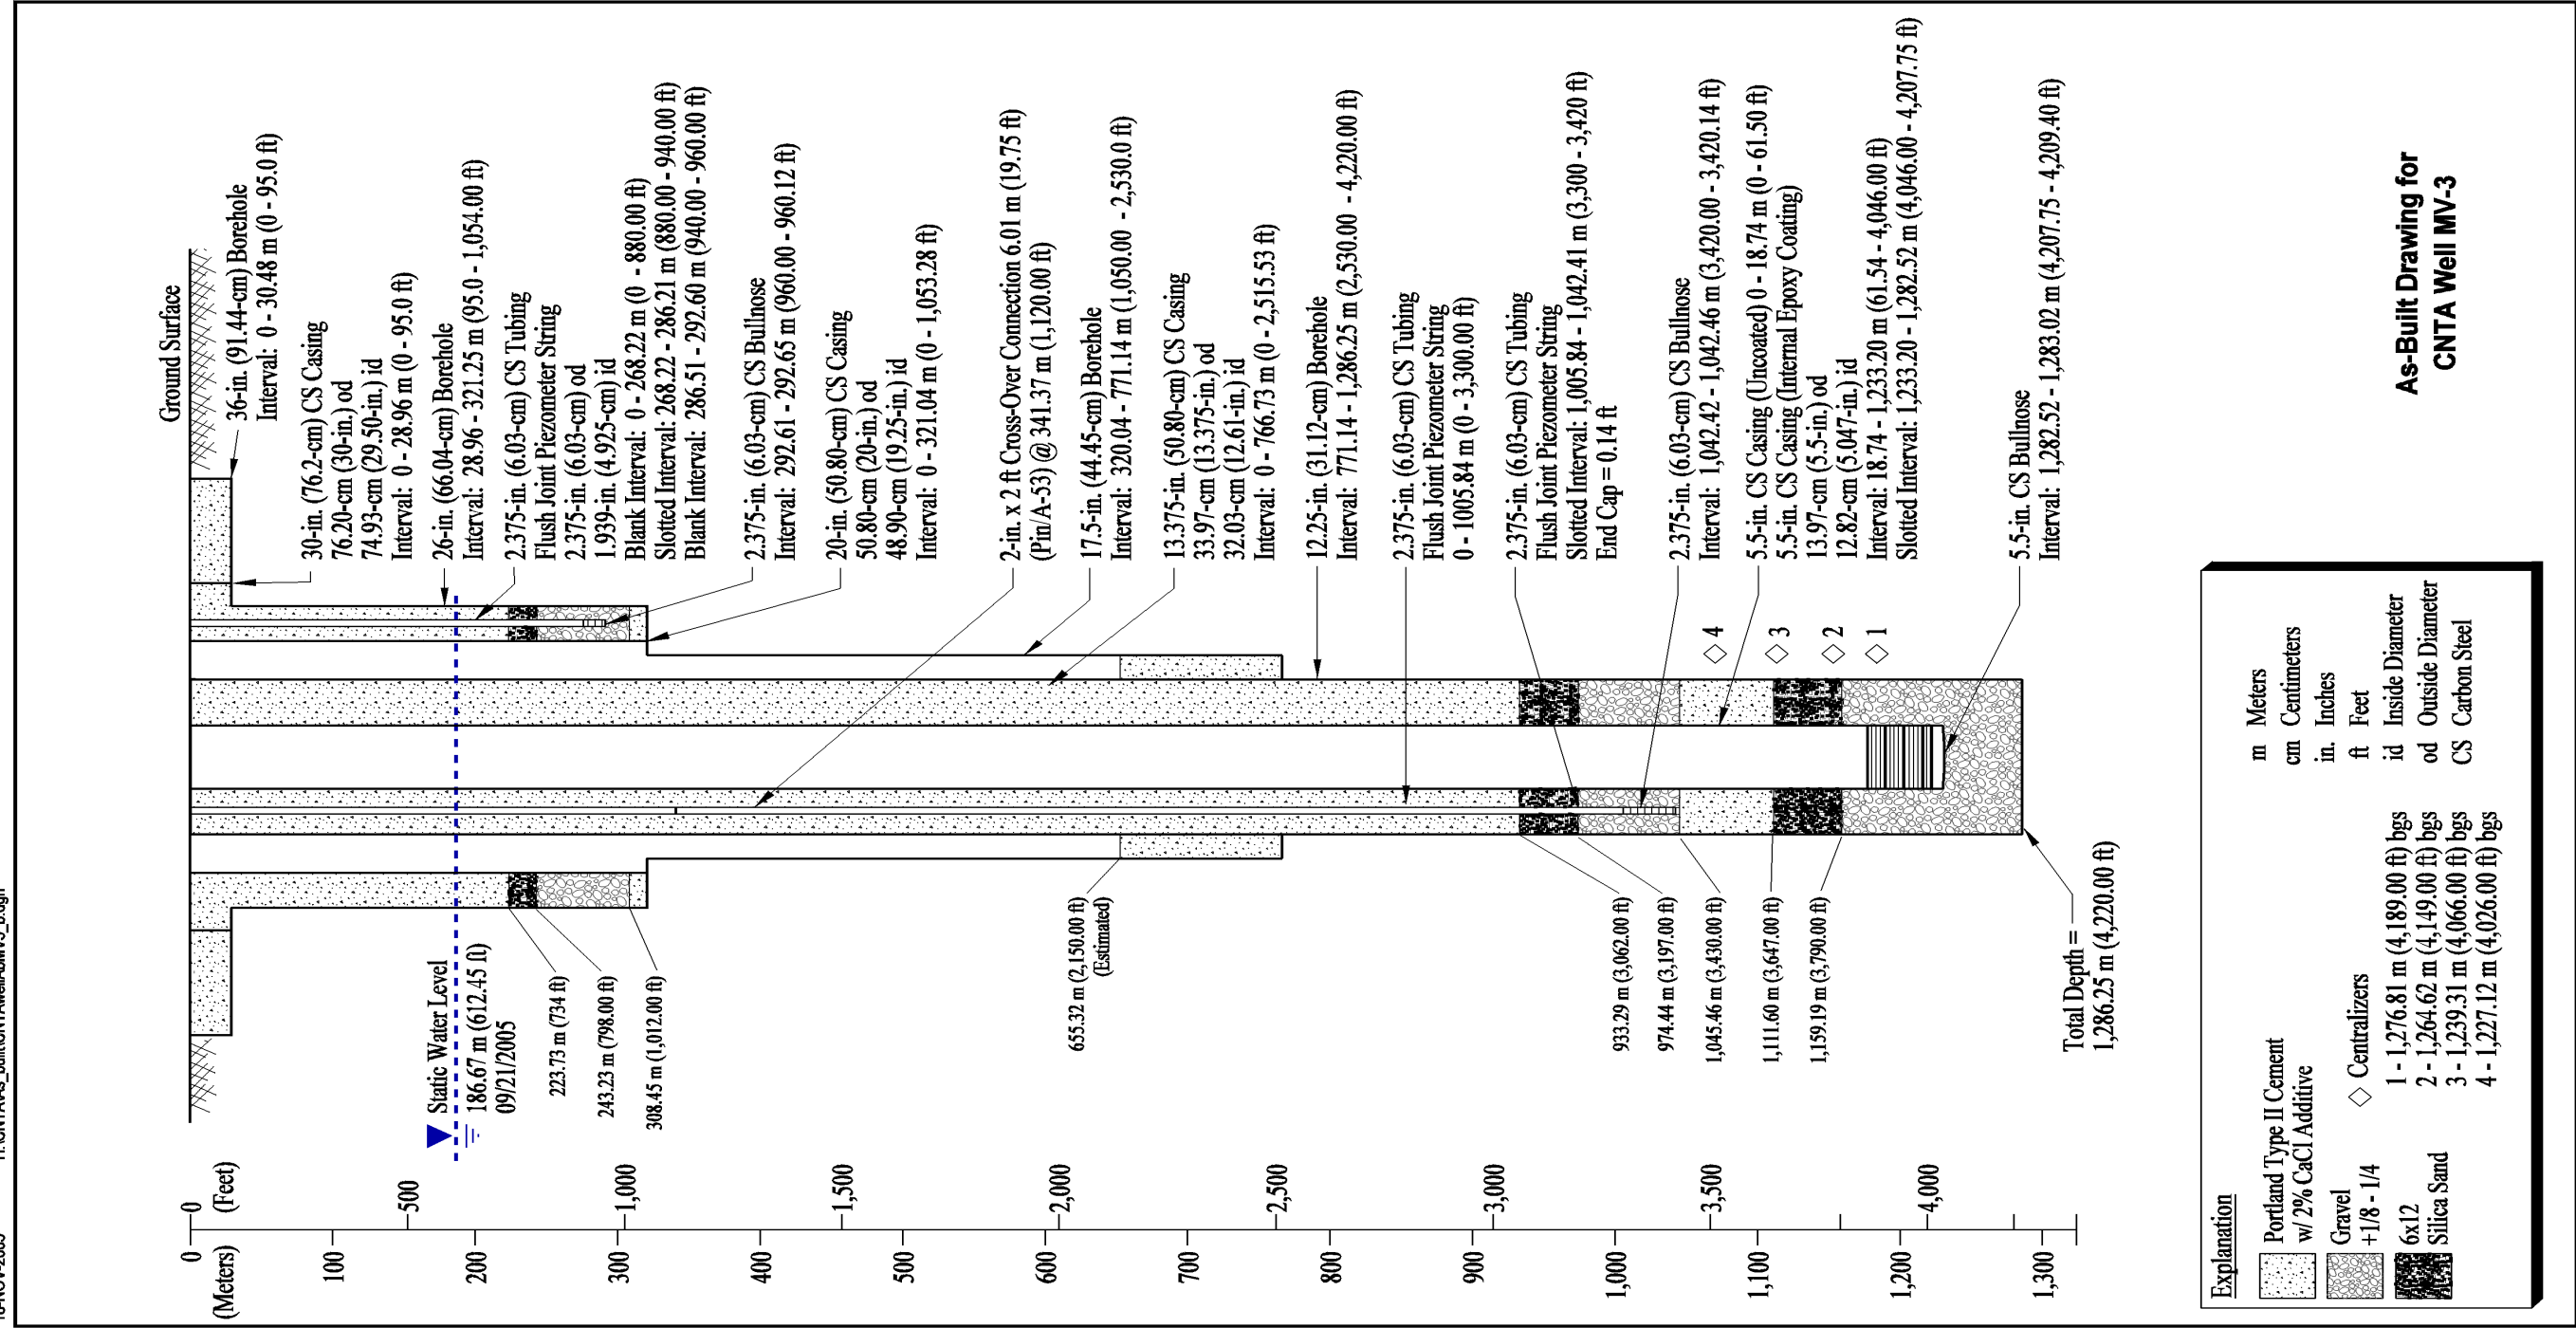 Ground Surface
36-in. (91.44-cm) Borehole
Interval:  0 - 30.48 m (0 - 95.0 ft)
30-in. (76.2-cm) CS Casing
76.20-cm (30-in.) od
74.93-cm (29.50-in.) id
Interval:  0 - 28.96 m (0 - 95.0 ft)
26-in. (66.04-cm) Borehole
Interval:  28.96 - 321.25 m (95.0 - 1,054.00 ft)
2.375-in. (6.03-cm) CS Tubing
Flush Joint Piezometer String
2.375-in. (6.03-cm) od
1.939-in. (4.925-cm) id
Blank Interval:  0 - 268.22 m (0 - 880.00 ft)
Slotted Interval: 268.22 - 286.21 m (880.00 - 940.00 ft)
Blank Interval:  286.51 - 292.60 m (940.00 - 960.00 ft)
2.375-in. (6.03-cm) CS Bullnose
Interval:  292.61 - 292.65 m (960.00 - 960.12 ft)
20-in. (50.80-cm) CS Casing
50.80-cm (20-in.) od
48.90-cm (19.25-in.) id
Interval:  0 - 321.04 m (0 - 1,053.28 ft)
2-in. x 2 ft Cross-Over Connection 6.01 m (19.75 ft)
(Pin/A-53) @ 341.37 m (1,120.00 ft)
17.5-in. (44.45-cm) Borehole
Interval:  320.04 - 771.14 m (1,050.00 - 2,530.0 ft)
13.375-in. (50.80-cm) CS Casing
33.97-cm (13.375-in.) od
32.03-cm (12.61-in.) id
Interval:  0 - 766.73 m (0 - 2,515.53 ft)
12.25-in. (31.12-cm) Borehole
Interval:  771.14 - 1,286.25 m (2,530.00 - 4,220.00 ft)
2.375-in. (6.03-cm) CS Tubing
Flush Joint Piezometer String
0 - 1005.84 m (0 - 3,300.00 ft)
2.375-in. (6.03-cm) CS Tubing
Flush Joint Piezometer String
Slotted Interval: 1,005.84 - 1,042.41 m (3,300 - 3,420 ft)
End Cap = 0.14 ft
2.375-in. (6.03-cm) CS Bullnose
Interval:  1,042.42 - 1,042.46 m (3,420.00 - 3,420.14 ft)
5.5-in. CS Casing (Uncoated) 0 - 18.74 m (0 - 61.50 ft)
5.5-in. CS Casing (Internal Epoxy Coating)
13.97-cm (5.5-in.) od
12.82-cm (5.047-in.) id
Interval: 18.74 - 1,233.20 m (61.54 - 4,046.00 ft)
Slotted Interval: 1,233.20 - 1,282.52 m (4,046.00 - 4,207.75 ft)
5.5-in. CS Bullnose
Interval:  1,282.52 - 1,283.02 m (4,207.75 - 4,209.40 ft)
4
3
2
1
Static Water Level
186.67 m (612.45 ft)
09/21/2005
223.73 m (734 ft)
243.23 m (798.00 ft)
308.45 m (1,012.00 ft)
655.32 m (2,150.00 ft)
(Estimated)
933.29 m (3,062.00 ft)
974.44 m (3,197.00 ft)
1,045.46 m (3,430.00 ft)
1,111.60 m (3,647.00 ft)
1,159.19 m (3,790.00 ft)
Total Depth =
1,286.25 m (4,220.00 ft)
0
(Feet)
500
1,000
1,500
2,000
2,500
3,000
3,500
4,000
0
(Meters)
100
200
300
400
500
600
700
800
900
1,000
1,100
1,200
1,300
Explanation
Portland Type II Cement
w/ 2% CaCl Additive
Gravel
+1/8 - 1/4
6x12
Silica Sand
Centralizers
1 - 1,276.81 m (4,189.00 ft) bgs
2 - 1,264.62 m (4,149.00 ft) bgs
3 - 1,239.31 m (4,066.00 ft) bgs
4 - 1,227.12 m (4,026.00 ft) bgs
m Meters
cm Centimeters
in. Inches
ft Feet
id Inside Diameter
od Outside Diameter
CS Carbon Steel
As-Built Drawing for
CNTA Well MV-3